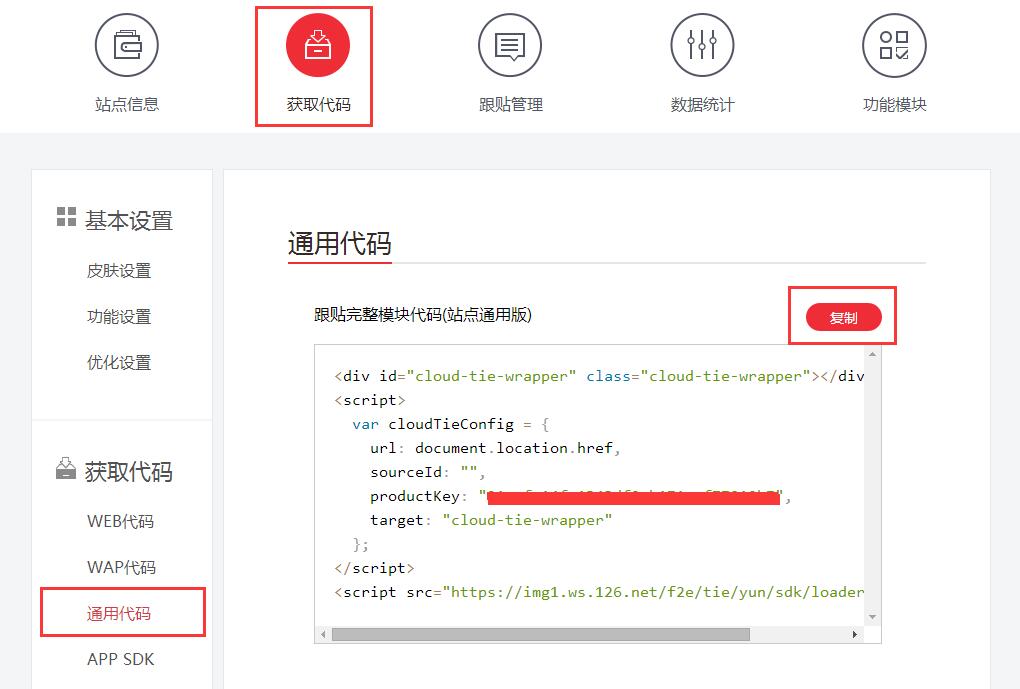 站点信息
获取代码
跟贴管理
数据统计
功能模块
基本设置
皮肤设置
功能设置
优化设置
获取代码
WEB代码
WAP代码
通用代码
APP SDK
通用代码
跟贴完整模块代码(站点通用版)
复制
<div id="cloud-tie-wrapper" class="cloud-tie-wrapper"></div
<script>
var cloudTieConfig = {
url: document.location.href,
sourceId: "",
productKey: "",
target: "cloud-tie-wrapper"
};
</script>
<script src="https://img1.ws.126.net/f2e/tie/yun/sdk/loader